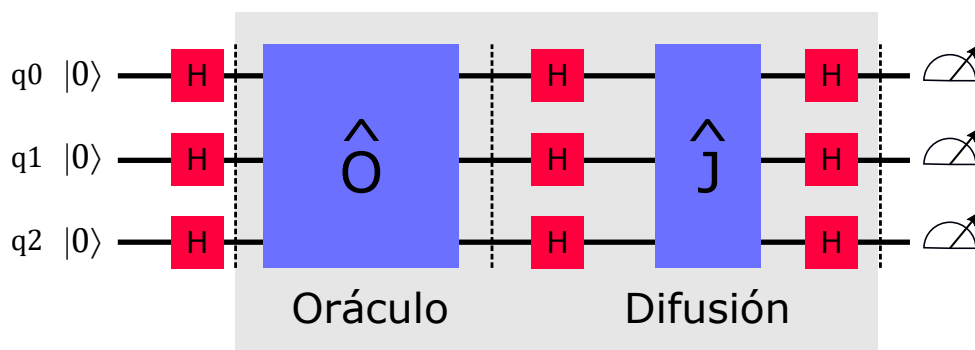 q0 |0⟩ H H H
q1 |0⟩ H Ô H Ĵ H
q2 |0⟩ H H H
Oráculo Difusión